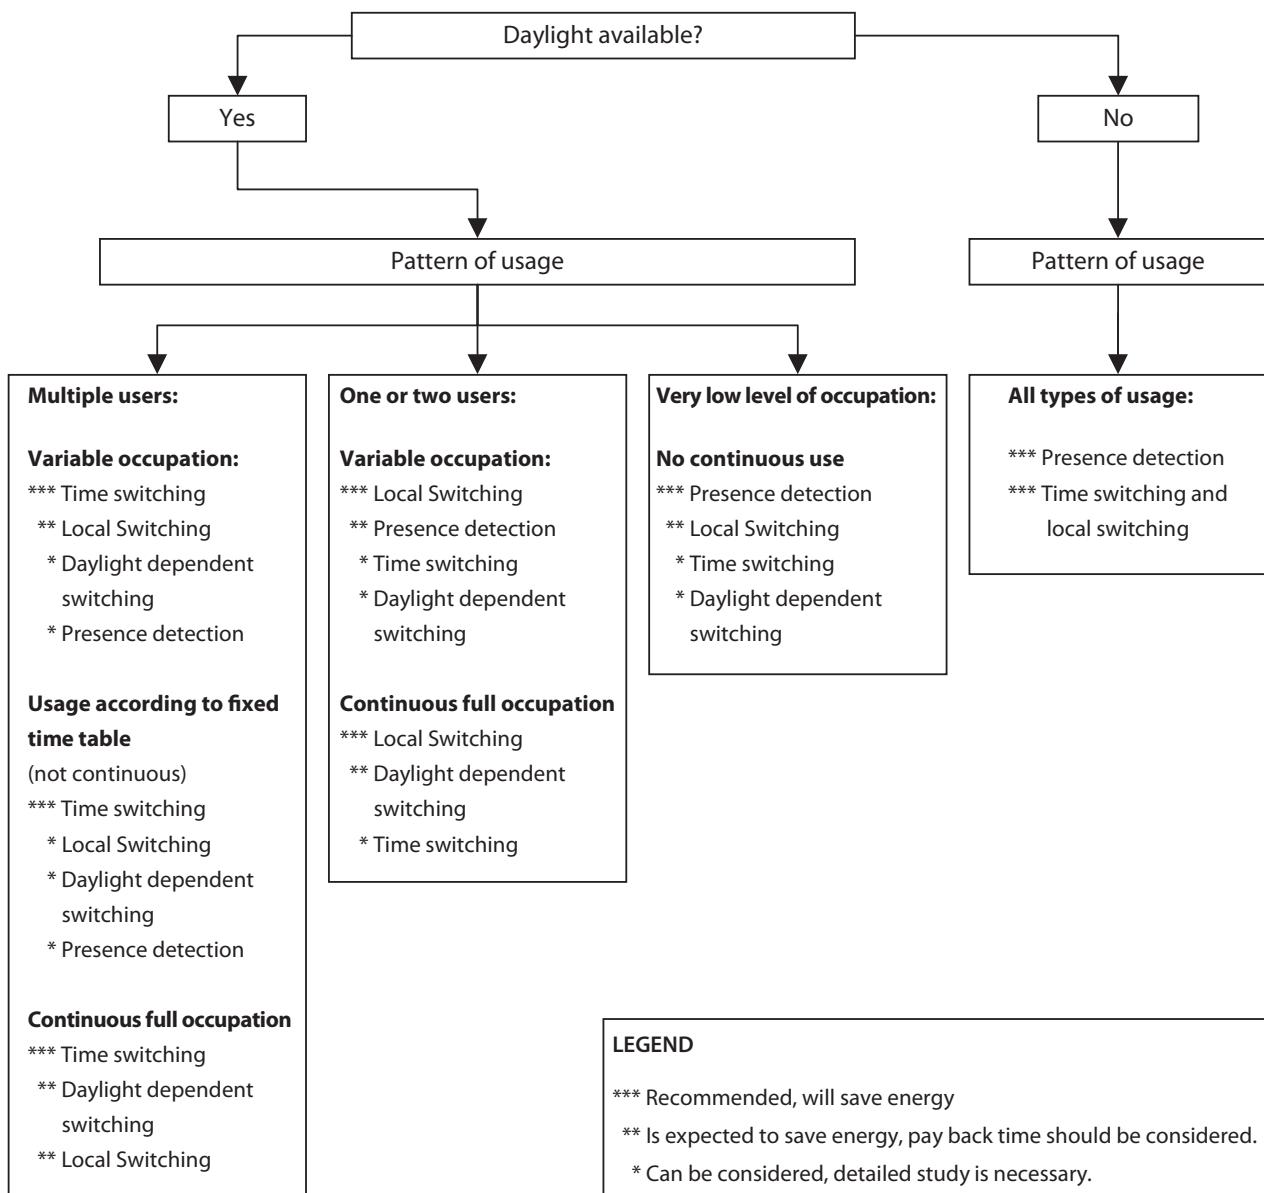 Daylight available?
Yes
No
Pattern of usage
Pattern of usage
Multiple users:
Variable occupation:
*** Time switching
** Local Switching
* Daylight dependent
switching
* Presence detection
Usage according to fixed
time table
(not continuous)
*** Time switching
* Local Switching
* Daylight dependent
switching
* Presence detection
Continuous full occupation
*** Time switching
** Daylight dependent
switching
** Local Switching
One or two users:
Variable occupation:
*** Local Switching
** Presence detection
* Time switching
* Daylight dependent
switching
Continuous full occupation
*** Local Switching
** Daylight dependent
switching
* Time switching
Very low level of occupation:
No continuous use
*** Presence detection
** Local Switching
* Time switching
* Daylight dependent
switching
All types of usage:
*** Presence detection
*** Time switching and
local switching
LEGEND
*** Recommended, will save energy
** Is expected to save energy, pay back time should be considered.
* Can be considered, detailed study is necessary.